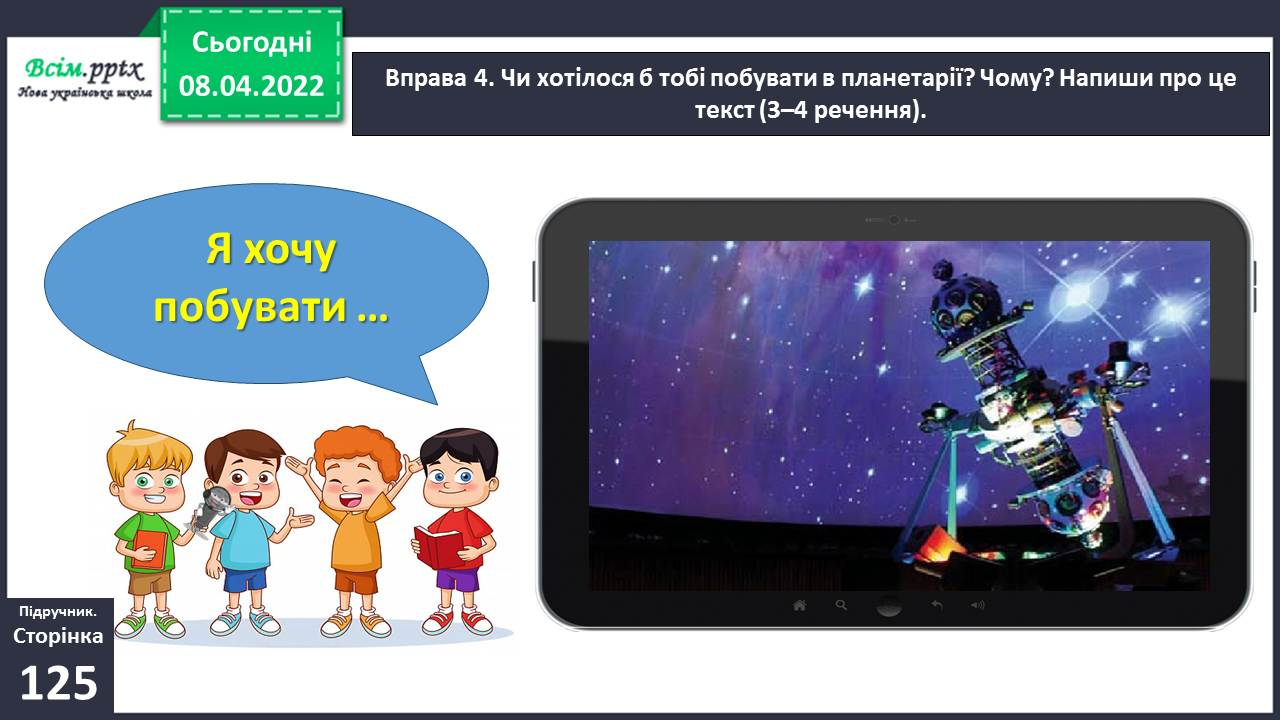 Сьогодні
08.04.2022
Всім.pptx
Нова українська школа
Вправа 4. Чи хотілося б тобі побувати в планетарії? Чому? Напиши про це
текст (3–4 речення).
Я хочу
побувати ...
Підручник.
Сторінка
125